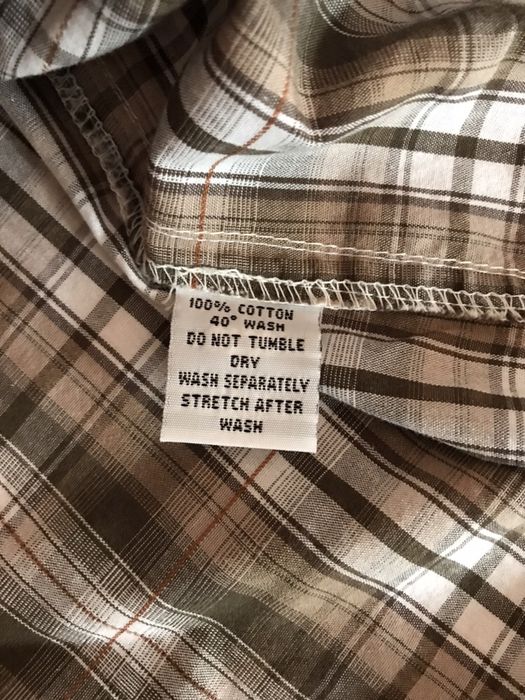 100% COTTON
40° WASH
DO NOT TUMBLE
DRY
WASH SEPARATELY
STRETCH AFTER
WASH